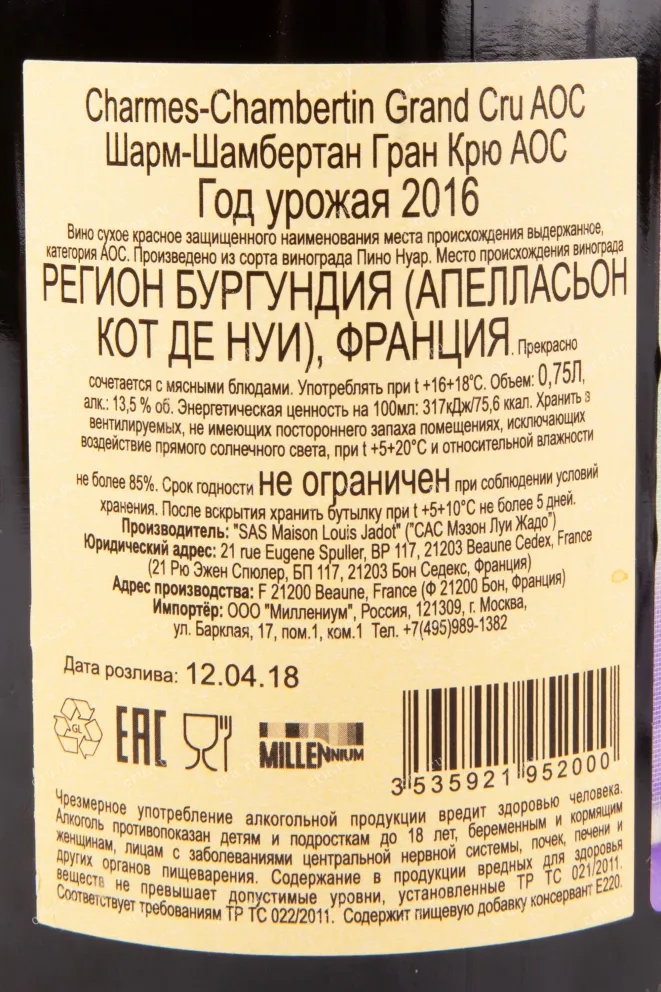 Charmes-Chambertin Grand Cru AOC
Шарм-Шамбертан Гран Крю АОС
Год урожая 2016
Вино сухое красное защищенного наименования места происхождения выдержанное,
категория АОС. Произведено из сорта винограда Пино Нуар. Место происхождения винограда
РЕГИОН БУРГУНДИЯ (АПЕЛЛАСЬОН
КОТ ДЕ НУИ), ФРАНЦИЯ. Прекрасно
сочетается с мясными блюдами. Употреблять при t +16+18°С. Объем: 0,75Л,
алк.: 13,5 % об. Энергетическая ценность на 100мл: 317кДж/75,6 ккал. Хранить в
вентилируемых, не имеющих постороннего запаха помещениях, исключающих
воздействие прямого солнечного света, при t +5+20°С и относительной влажности
не более 85%. Срок годности не ограничен при соблюдении условий
хранения. После вскрытия хранить бутылку при t +5+10°С не более 5 дней.
Производитель: "SAS Maison Louis Jadot" ("САС Мэзон Луи Жадо")
Юридический адрес: 21 rue Eugene Spuller, BP 117, 21203 Beaune Cedex, France
(21 Рю Эжен Спюлер, БП 117, 21203 Бон Седекс, Франция)
Адрес производства: F 21200 Beaune, France (Ф 21200 Бон, Франция)
Импортёр: ООО "Миллениум", Россия, 121309, г. Москва,
ул. Барклая, 17, пом.1, ком.1 Тел. +7(495)989-1382
Дата розлива: 12.04.18
GL
EAC
MILLENNIUM
3 535921 952000
Чрезмерное употребление алкогольной продукции вредит здоровью человека.
Алкоголь противопоказан детям и подросткам до 18 лет, беременным и кормящим
женщинам, лицам с заболеваниями центральной нервной системы, почек, печени и
других органов пищеварения. Содержание в продукции вредных для здоровья
веществ не превышает допустимые уровни, установленные ТР ТС 021/2011.
Соответствует требованиям ТР ТС 022/2011. Содержит пищевую добавку консервант Е220.